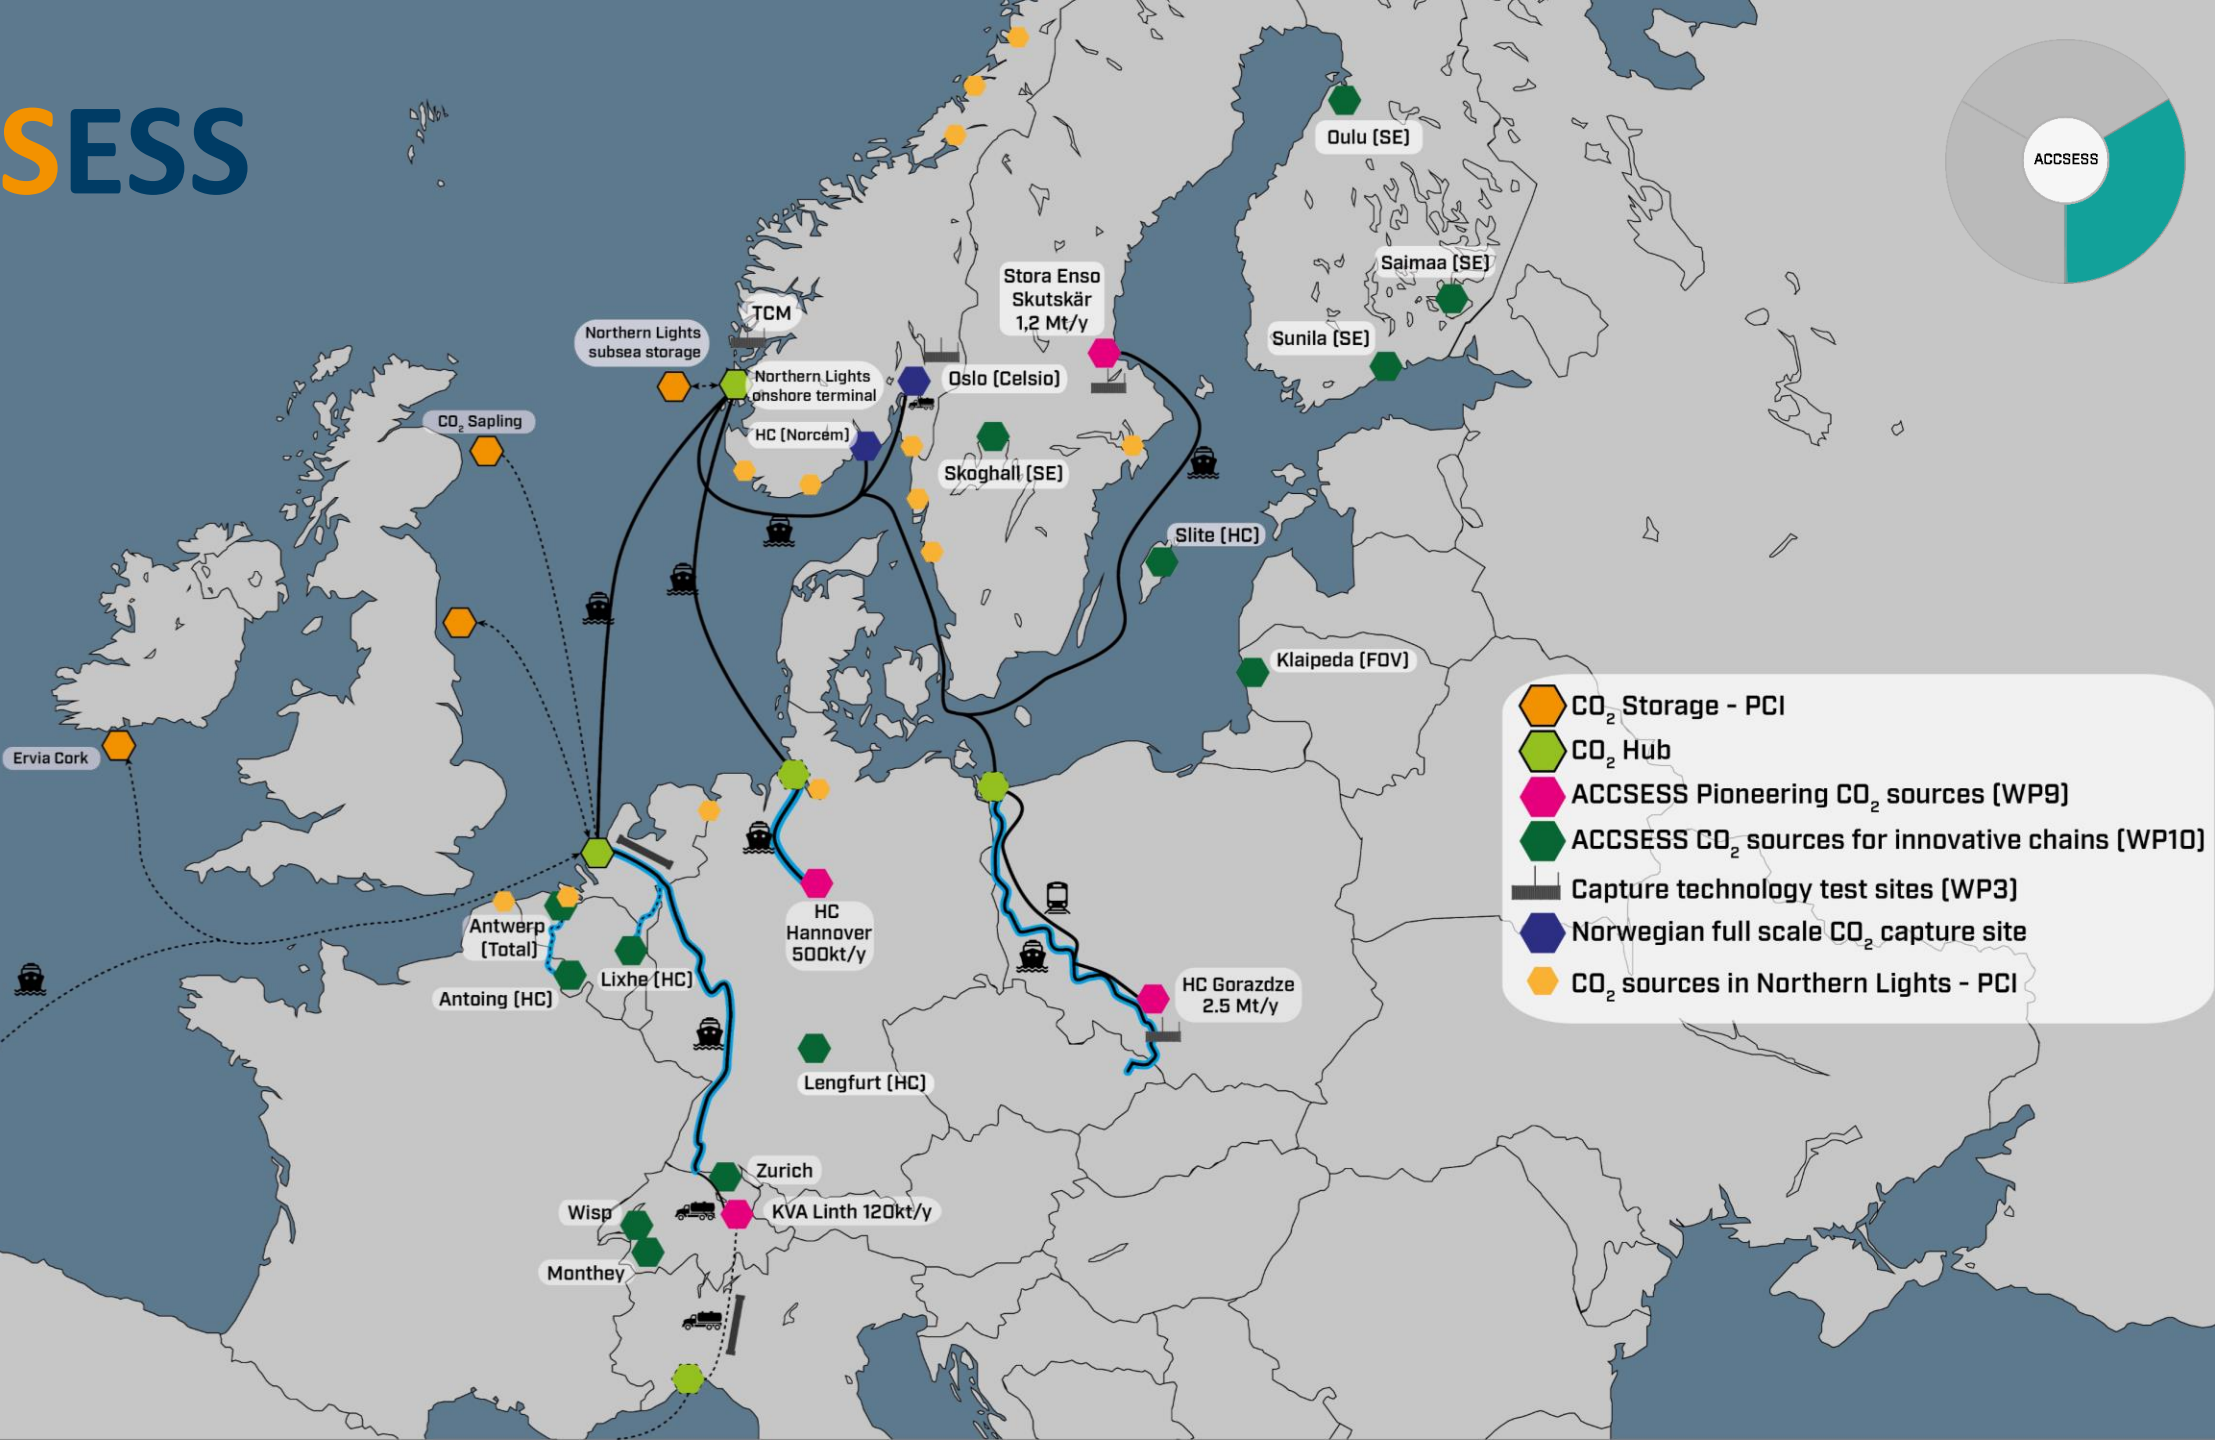 SESS
ACCSESS
Oulu (SE)
Saimaa (SE)
Stora Enso
Skutskär
1,2 Mt/y
TCM
Northern Lights
subsea storage
Sunila (SE)
Northern Lights
onshore terminal
Oslo (Celsio)
CO2 Sapling
HC (Norcem)
Skoghall (SE)
Slite (HC)
Klaipeda (FOV)
Ervia Cork
CO2 Storage - PCI
CO2 Hub
ACCSESS Pioneering CO2 sources (WP9)
ACCSESS CO2 sources for innovative chains (WP10)
Capture technology test sites (WP3)
Norwegian full scale CO2 capture site
CO2 sources in Northern Lights - PCI
HC
Hannover
500kt/y
Antwerp
(Total)
Lixhe (HC)
Antoing (HC)
HC Gorazdze
2.5 Mt/y
Lengfurt (HC)
Zurich
Wisp
KVA Linth 120kt/y
Monthey